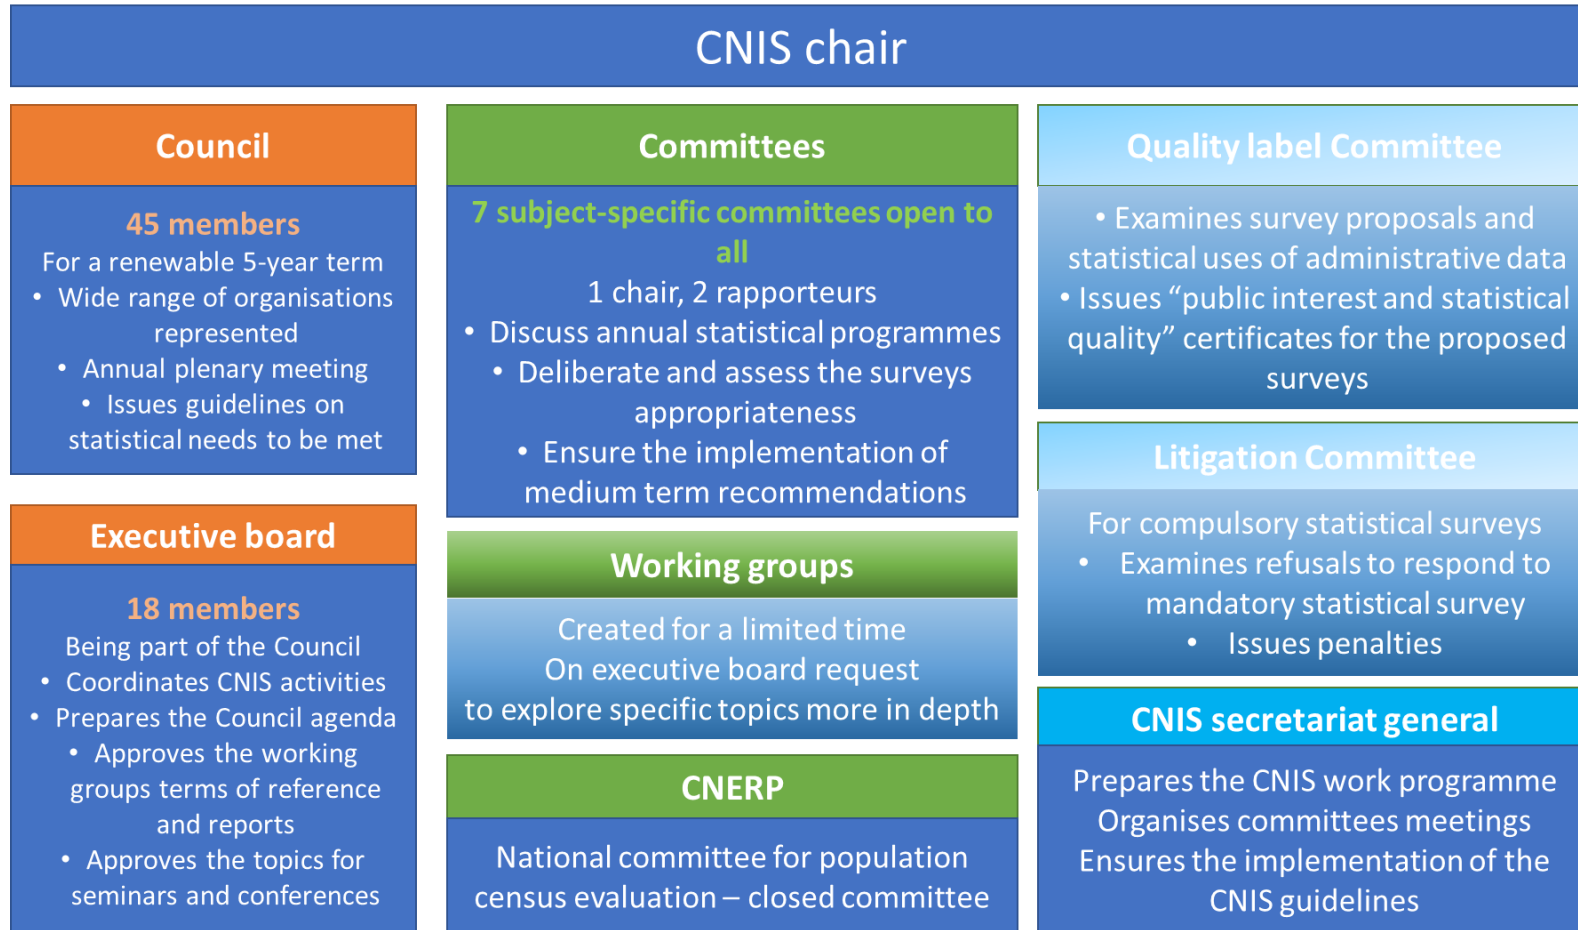 CNIS chair
Council
45 members
For a renewable 5-year term
• Wide range of organisations
represented
• Annual plenary meeting
• Issues guidelines on
statistical needs to be met
Executive board
18 members
Being part of the Council
• Coordinates CNIS activities
• Prepares the Council agenda
• Approves the working
groups terms of reference
and reports
• Approves the topics for
seminars and conferences
Committees
7 subject-specific committees open to
all
1 chair, 2 rapporteurs
• Discuss annual statistical programmes
• Deliberate and assess the surveys
appropriateness
• Ensure the implementation of
medium term recommendations
Working groups
Created for a limited time
On executive board request
to explore specific topics more in depth
CNERP
National committee for population
census evaluation – closed committee
Quality label Committee
• Examines survey proposals and
statistical uses of administrative data
• Issues “public interest and statistical
quality” certificates for the proposed
surveys
Litigation Committee
For compulsory statistical surveys
• Examines refusals to respond to
mandatory statistical survey
• Issues penalties
CNIS secretariat general
Prepares the CNIS work programme
Organises committees meetings
Ensures the implementation of the
CNIS guidelines